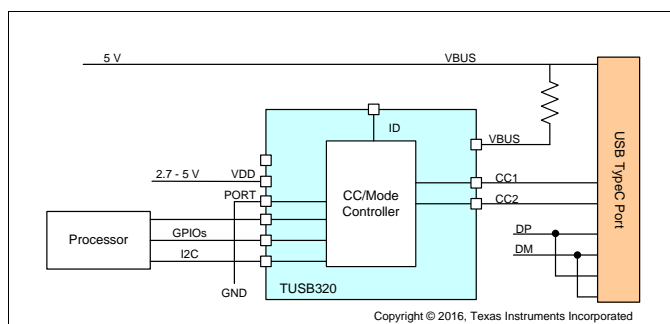 5 V
VBUS
ID
VBUS
2.7 - 5 V
VDD
PORT
CC1
CC/Mode
Controller
CC2
Processor
GPIOs
I2C
DP
DM
GND
TUSB320
USB TypeC Port
Copyright © 2016, Texas Instruments Incorporated